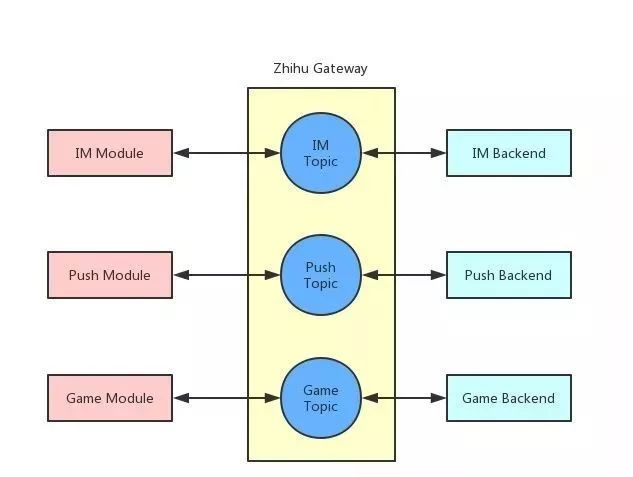 Zhihu Gateway
IM Module
IM
Topic
IM Backend
Push Module
Push
Topic
Push Backend
Game Module
Game
Topic
Game Backend